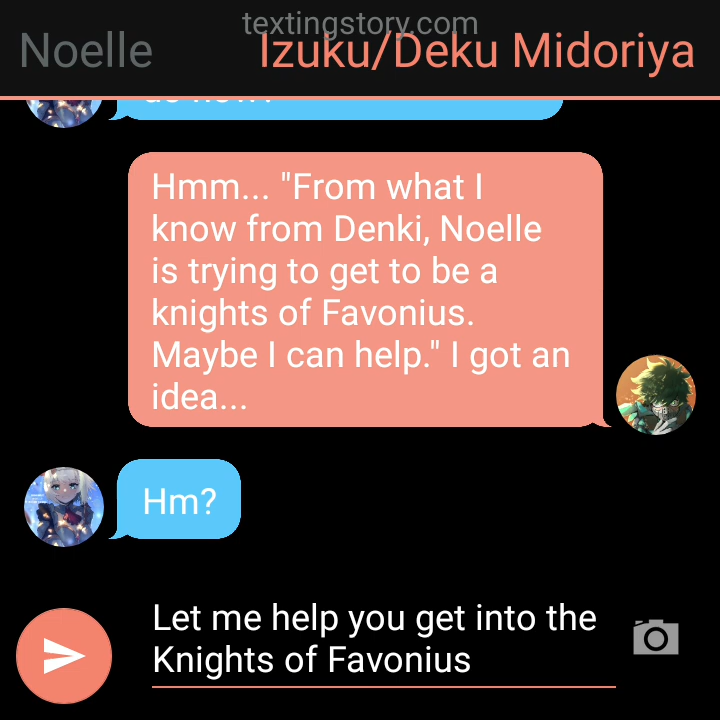 textingstory.com
Noelle
Izuku/Deku Midoriya
Hmm... "From what I
know from Denki, Noelle
is trying to get to be a
knights of Favonius.
Maybe I can help." I got an
idea...
Hm?
Let me help you get into the
Knights of Favonius